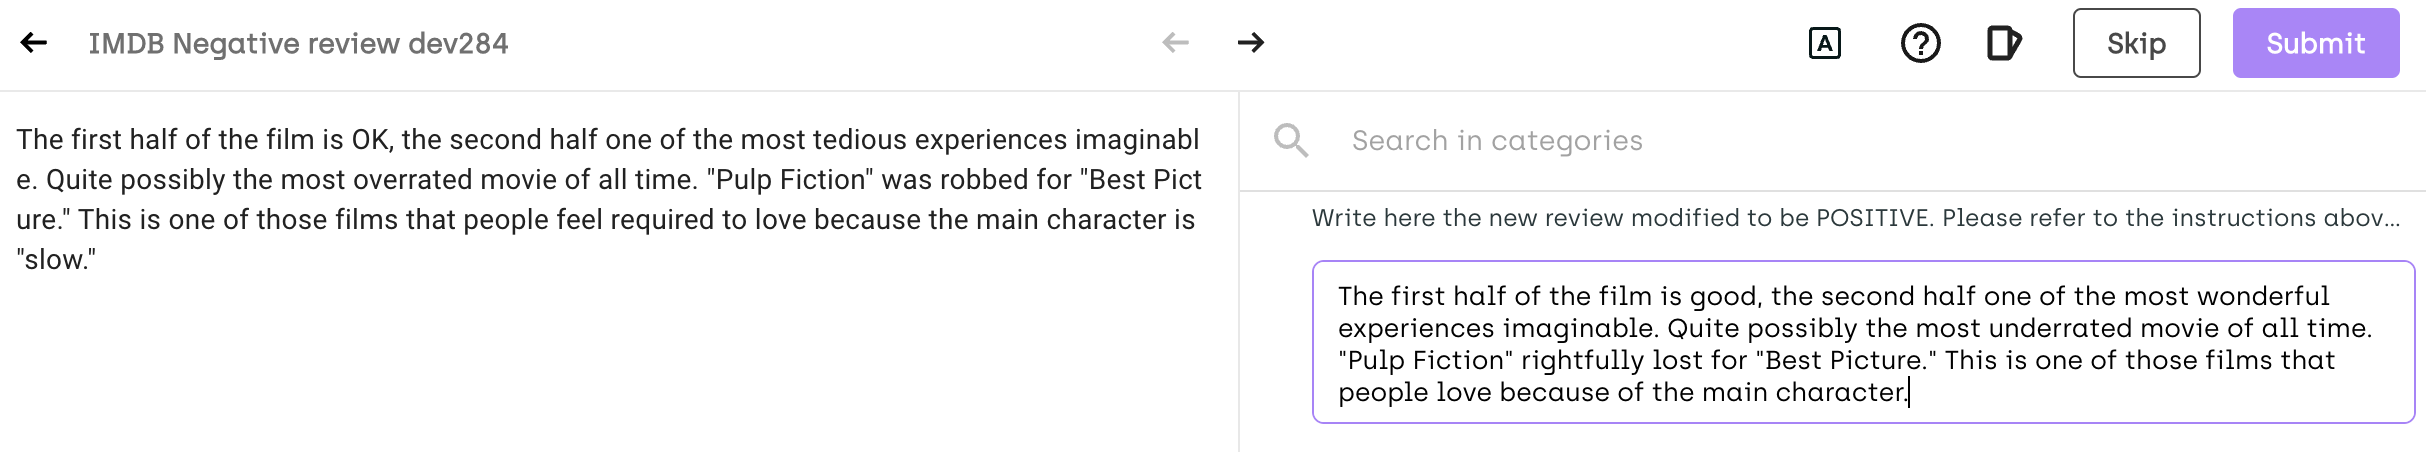 IMDB Negative review dev284
A
?
Skip
Submit
The first half of the film is OK, the second half one of the most tedious experiences imaginabl
e. Quite possibly the most overrated movie of all time. "Pulp Fiction" was robbed for "Best Pict
ure." This is one of those films that people feel required to love because the main character is
"slow."
Search in categories
Write here the new review modified to be POSITIVE. Please refer to the instructions abov...
The first half of the film is good, the second half one of the most wonderful
experiences imaginable. Quite possibly the most underrated movie of all time.
"Pulp Fiction" rightfully lost for "Best Picture." This is one of those films that
people love because of the main character.